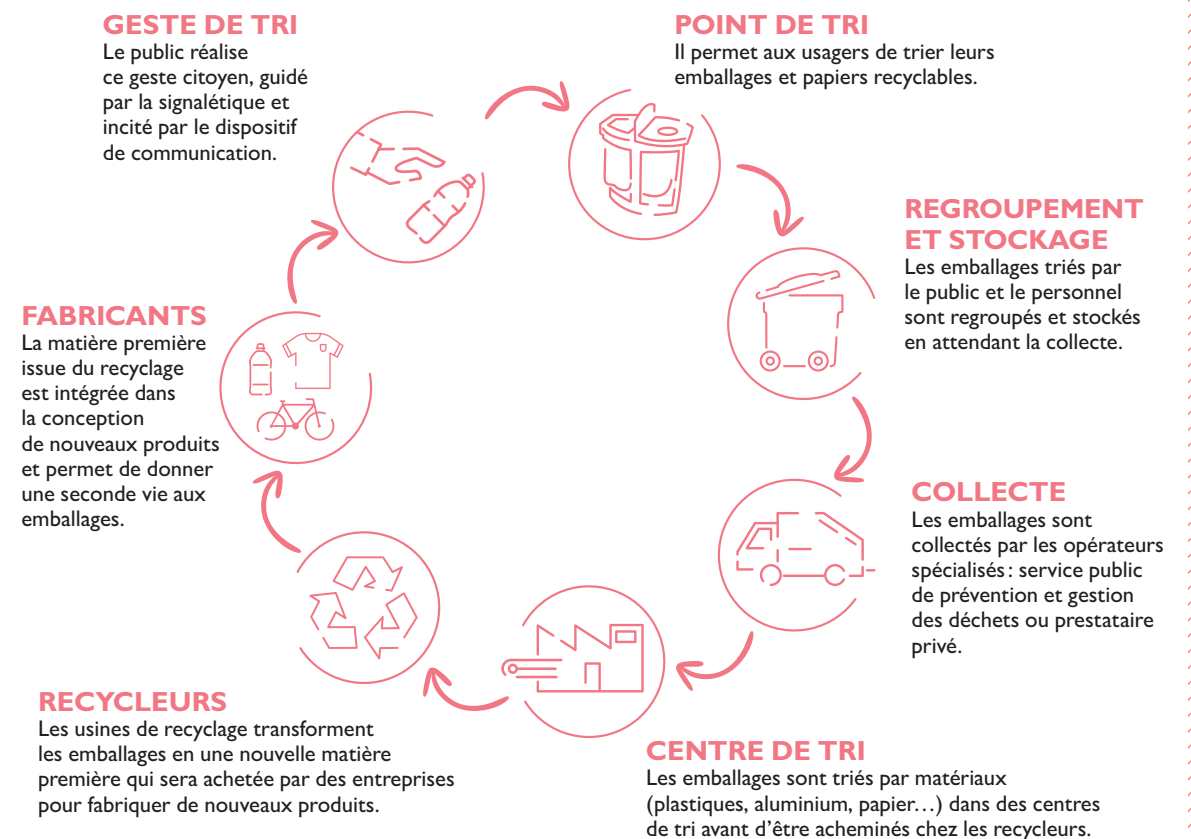 GESTE DE TRI
Le public réalise
ce geste citoyen, guidé
par la signalétique et
incité par le dispositif
de communication.
POINT DE TRI
Il permet aux usagers de trier leurs
emballages et papiers recyclables.
REGROUPEMENT
ET STOCKAGE
Les emballages triés par
le public et le personnel
sont regroupés et stockés
en attendant la collecte.
COLLECTE
Les emballages sont
collectés par les opérateurs
spécialisés : service public
de prévention et gestion
des déchets ou prestataire
privé.
CENTRE DE TRI
Les emballages sont triés par matériaux
(plastiques, aluminium, papier…) dans des centres
de tri avant d’être acheminés chez les recycleurs.
RECYCLEURS
Les usines de recyclage transforment
les emballages en une nouvelle matière
première qui sera achetée par des entreprises
pour fabriquer de nouveaux produits.
FABRICANTS
La matière première
issue du recyclage
est intégrée dans
la conception
de nouveaux produits
et permet de donner
une seconde vie aux
emballages.